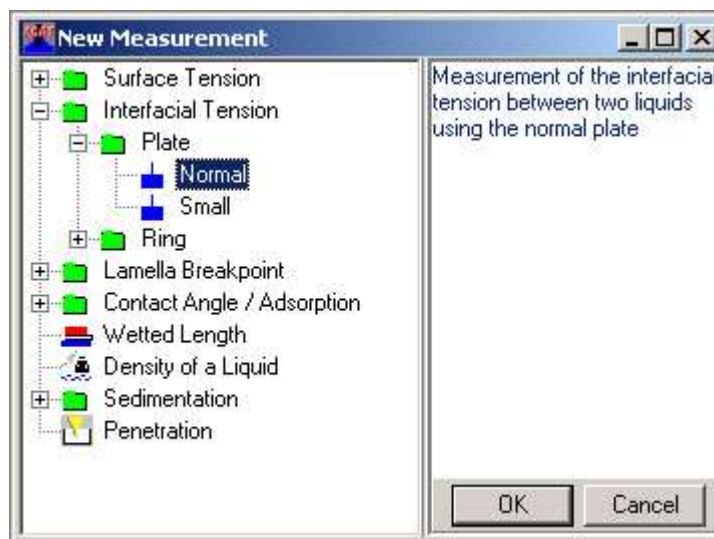 New Measurement
Surface Tension
Interfacial Tension
Plate
Normal
Small
Ring
Lamella Breakpoint
Contact Angle / Adsorption
Wetted Length
Density of a Liquid
Sedimentation
Penetration
Measurement of the interfacia
tension between two liquids
using the normal plate
OK
Cancel